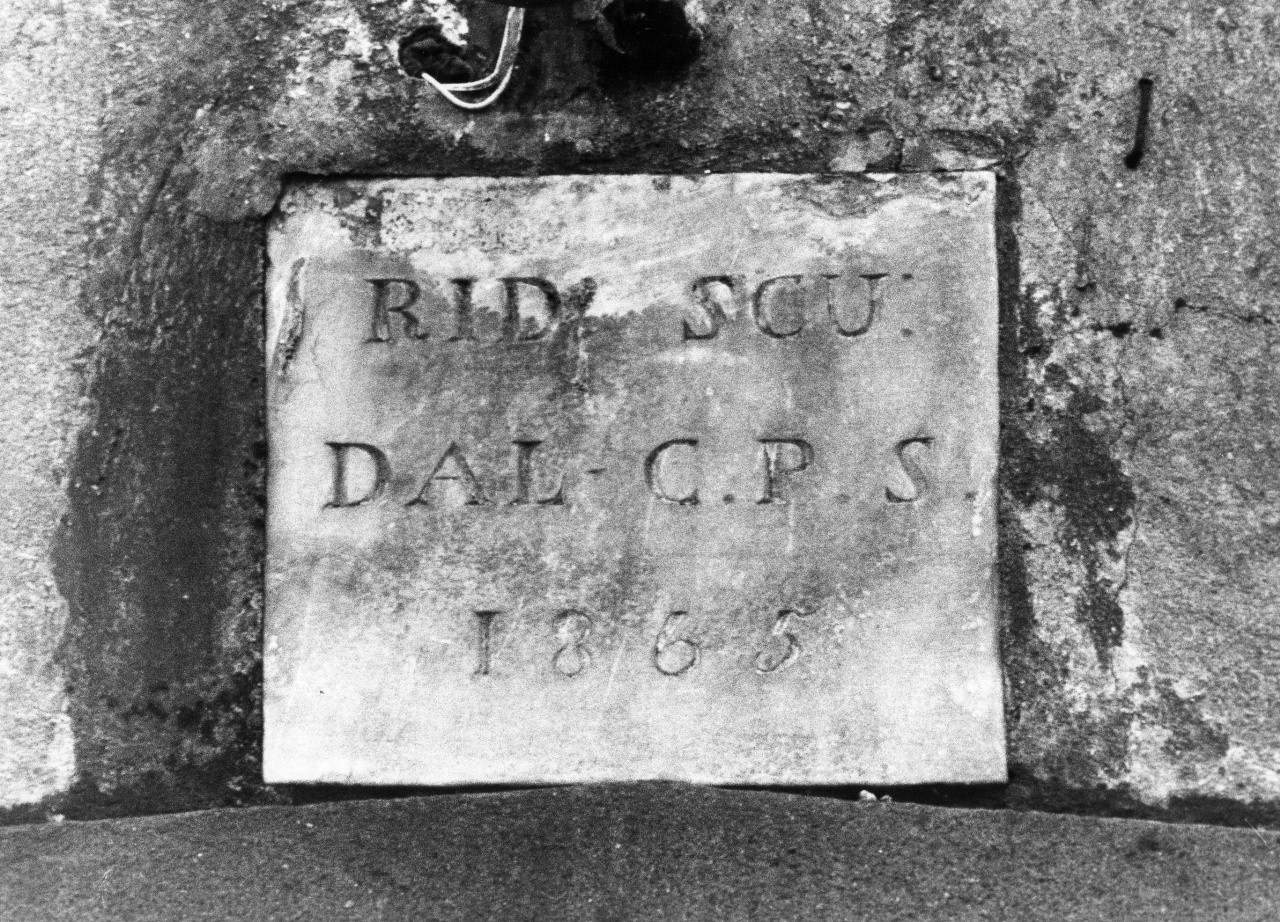 RID: SCU:
DAL· C.P.S.
1865